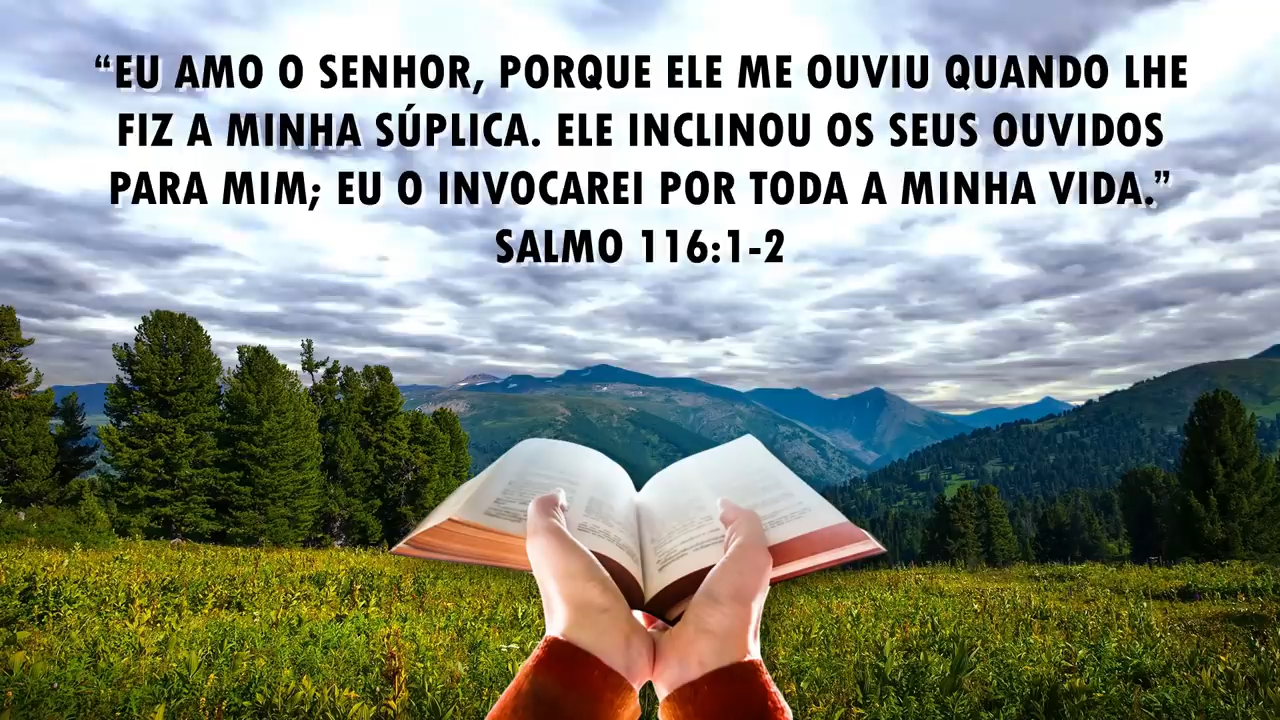 “EU AMO O SENHOR, PORQUE ELE ME OUVIU QUANDO LHE
FIZ A MINHA SÚPLICA. ELE INCLINOU OS SEUS OUVIDOS
PARA MIM; EU O INVOCAREI POR TODA A MINHA VIDA.”
SALMO 116:1-2